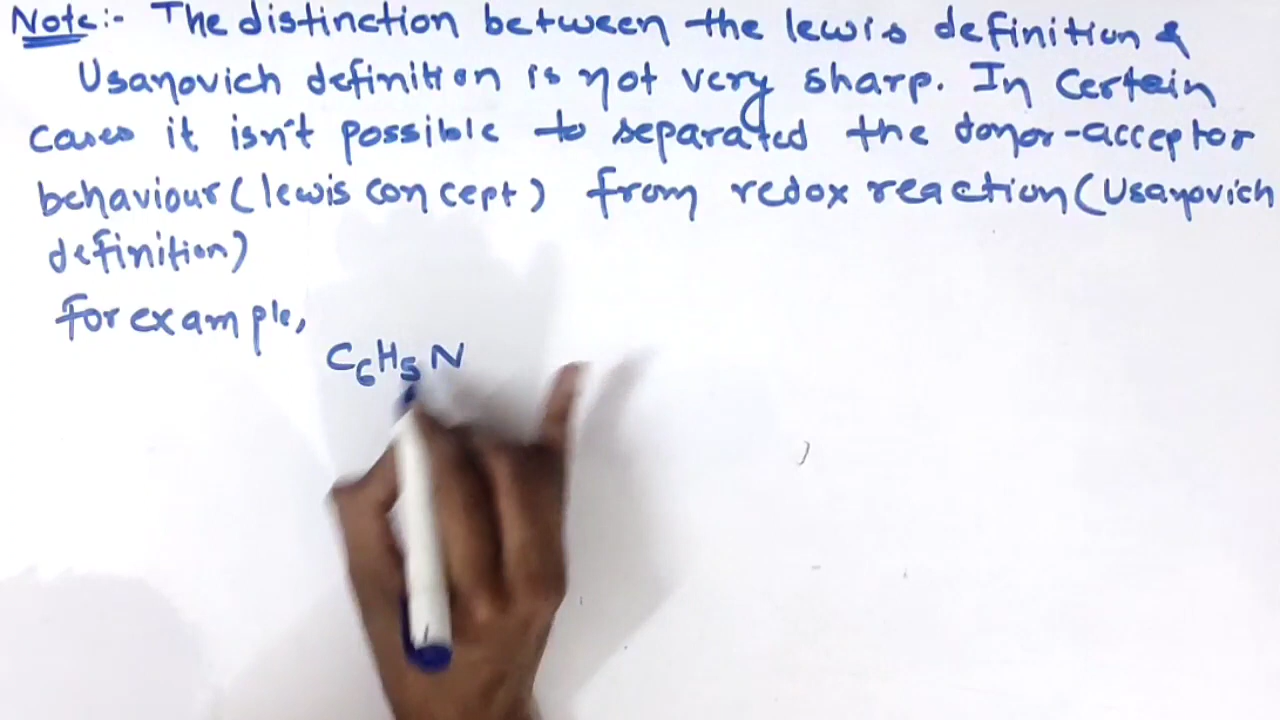 Note:- The distinction between the lewis definition &
Usanovich definition is not very sharp. In certain
cases it isn't possible to separated the donor-acceptor
behaviour (lewis concept) from redox reaction (Usanovich
definition)
For example,
C6H5N